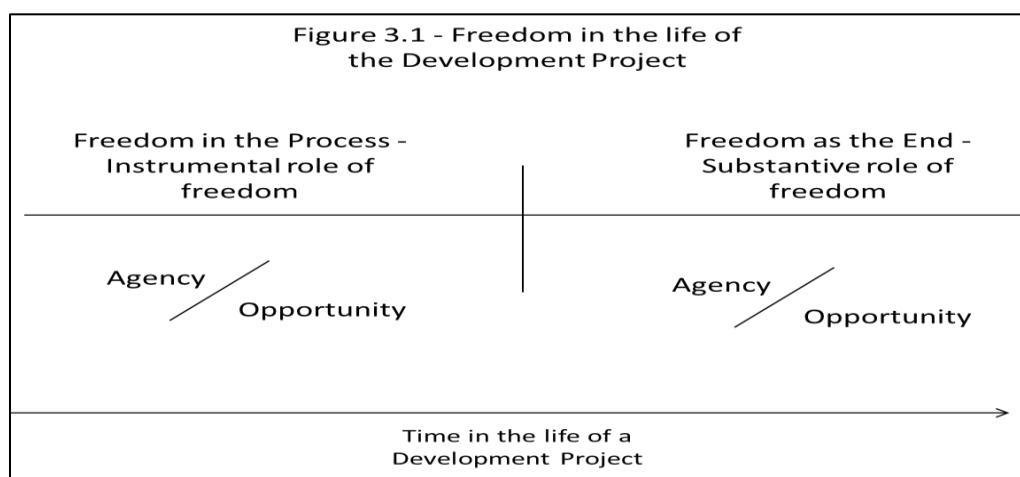 Figure 3.1 - Freedom in the life of
the Development Project
Freedom in the Process -
Instrumental role of
freedom
Freedom as the End -
Substantive role of
freedom
Agency
Opportunity
Agency
Opportunity
Time in the life of a
Development Project